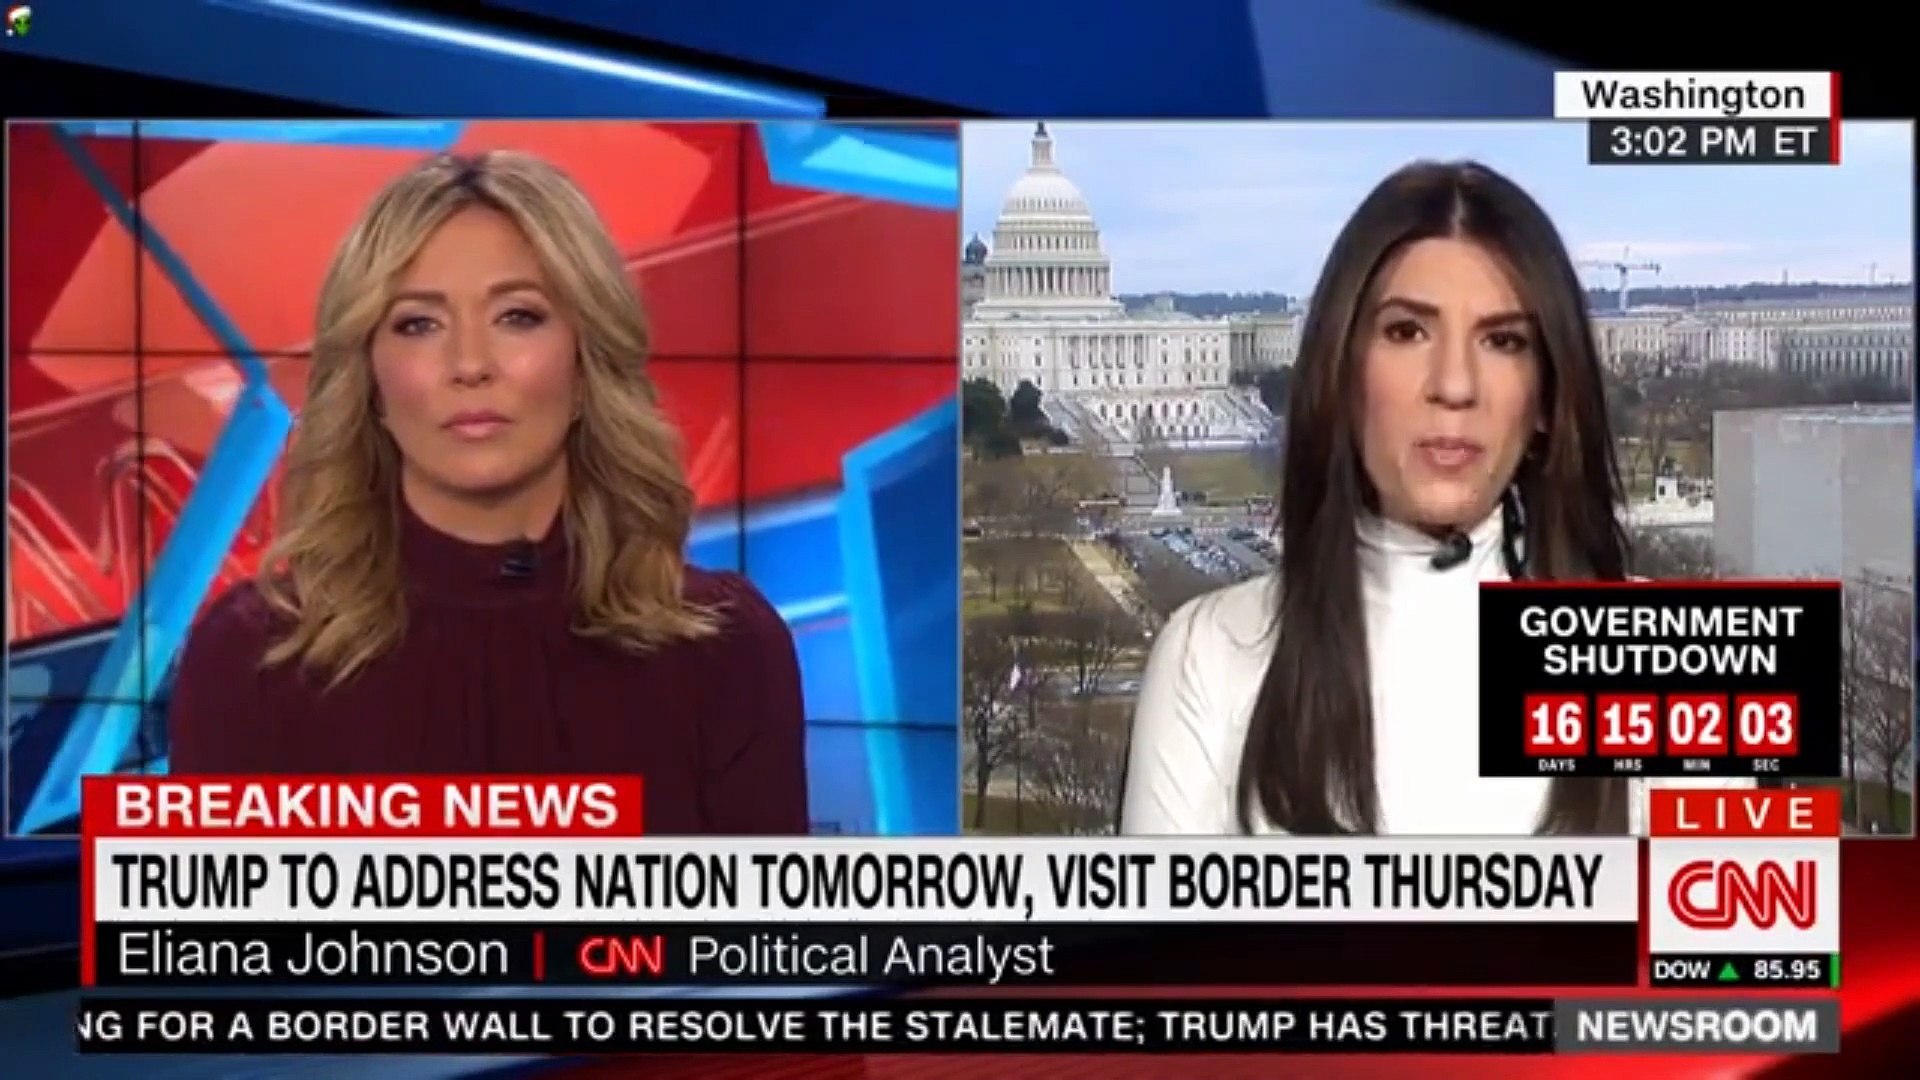 Washington
3:02 PM ET
GOVERNMENT
SHUTDOWN
16 15 02 03
DAYS HRS MIN SEC
BREAKING NEWS
LIVE
TRUMP TO ADDRESS NATION TOMORROW, VISIT BORDER THURSDAY
CNN
Eliana Johnson | CNN Political Analyst
DOW ▲ 85.95
NG FOR A BORDER WALL TO RESOLVE THE STALEMATE; TRUMP HAS THREAT
NEWSROOM